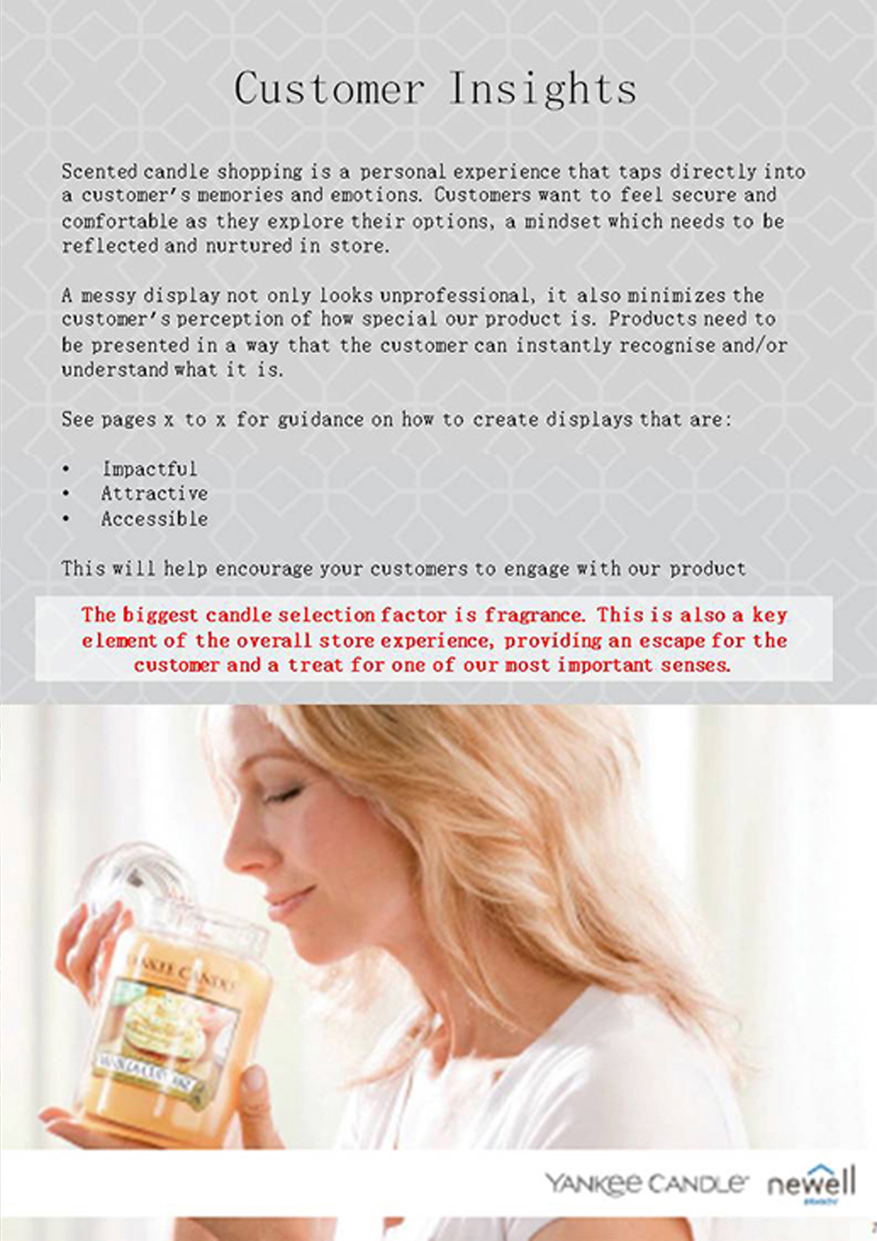 Customer Insights
Scented candle shopping is a personal experience that taps directly into
a customer's memories and emotions. Customers want to feel secure and
comfortable as they explore their options, a mindset which needs to be
reflected and nurtured in store.
A messy display not only looks unprofessional, it also minimizes the
customer's perception of how special our product is. Products need to
be presented in a way that the customer can instantly recognise and/or
understand what it is.
See pages x to x for guidance on how to create displays that are:
• Impactful
• Attractive
• Accessible
This will help encourage your customers to engage with our product
The biggest candle selection factor is fragrance. This is also a key
element of the overall store experience, providing an escape for the
customer and a treat for one of our most important senses.
YANKEE CANDLE
YANKEE CANDLE® newell
BRANDS